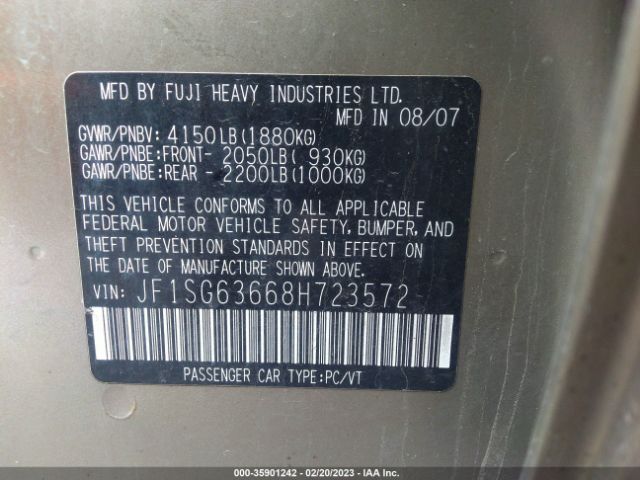 MFD BY FUJI HEAVY INDUSTRIES LTD.
MFD IN 08/07
GVWR/PNBV: 4150LB(1880KG)
GAWR/PNBE:FRONT- 2050LB( 930KG)
GAWR/PNBE:REAR - 2200LB(1000KG)
THIS VEHICLE CONFORMS TO ALL APPLICABLE
FEDERAL MOTOR VEHICLE SAFETY, BUMPER, AND
THEFT PREVENTION STANDARDS IN EFFECT ON
THE DATE OF MANUFACTURE SHOWN ABOVE.
VIN: JF1SG63668H723572
PASSENGER CAR TYPE:PC/VT
000-35901242 - 02/20/2023 - IAA Inc.